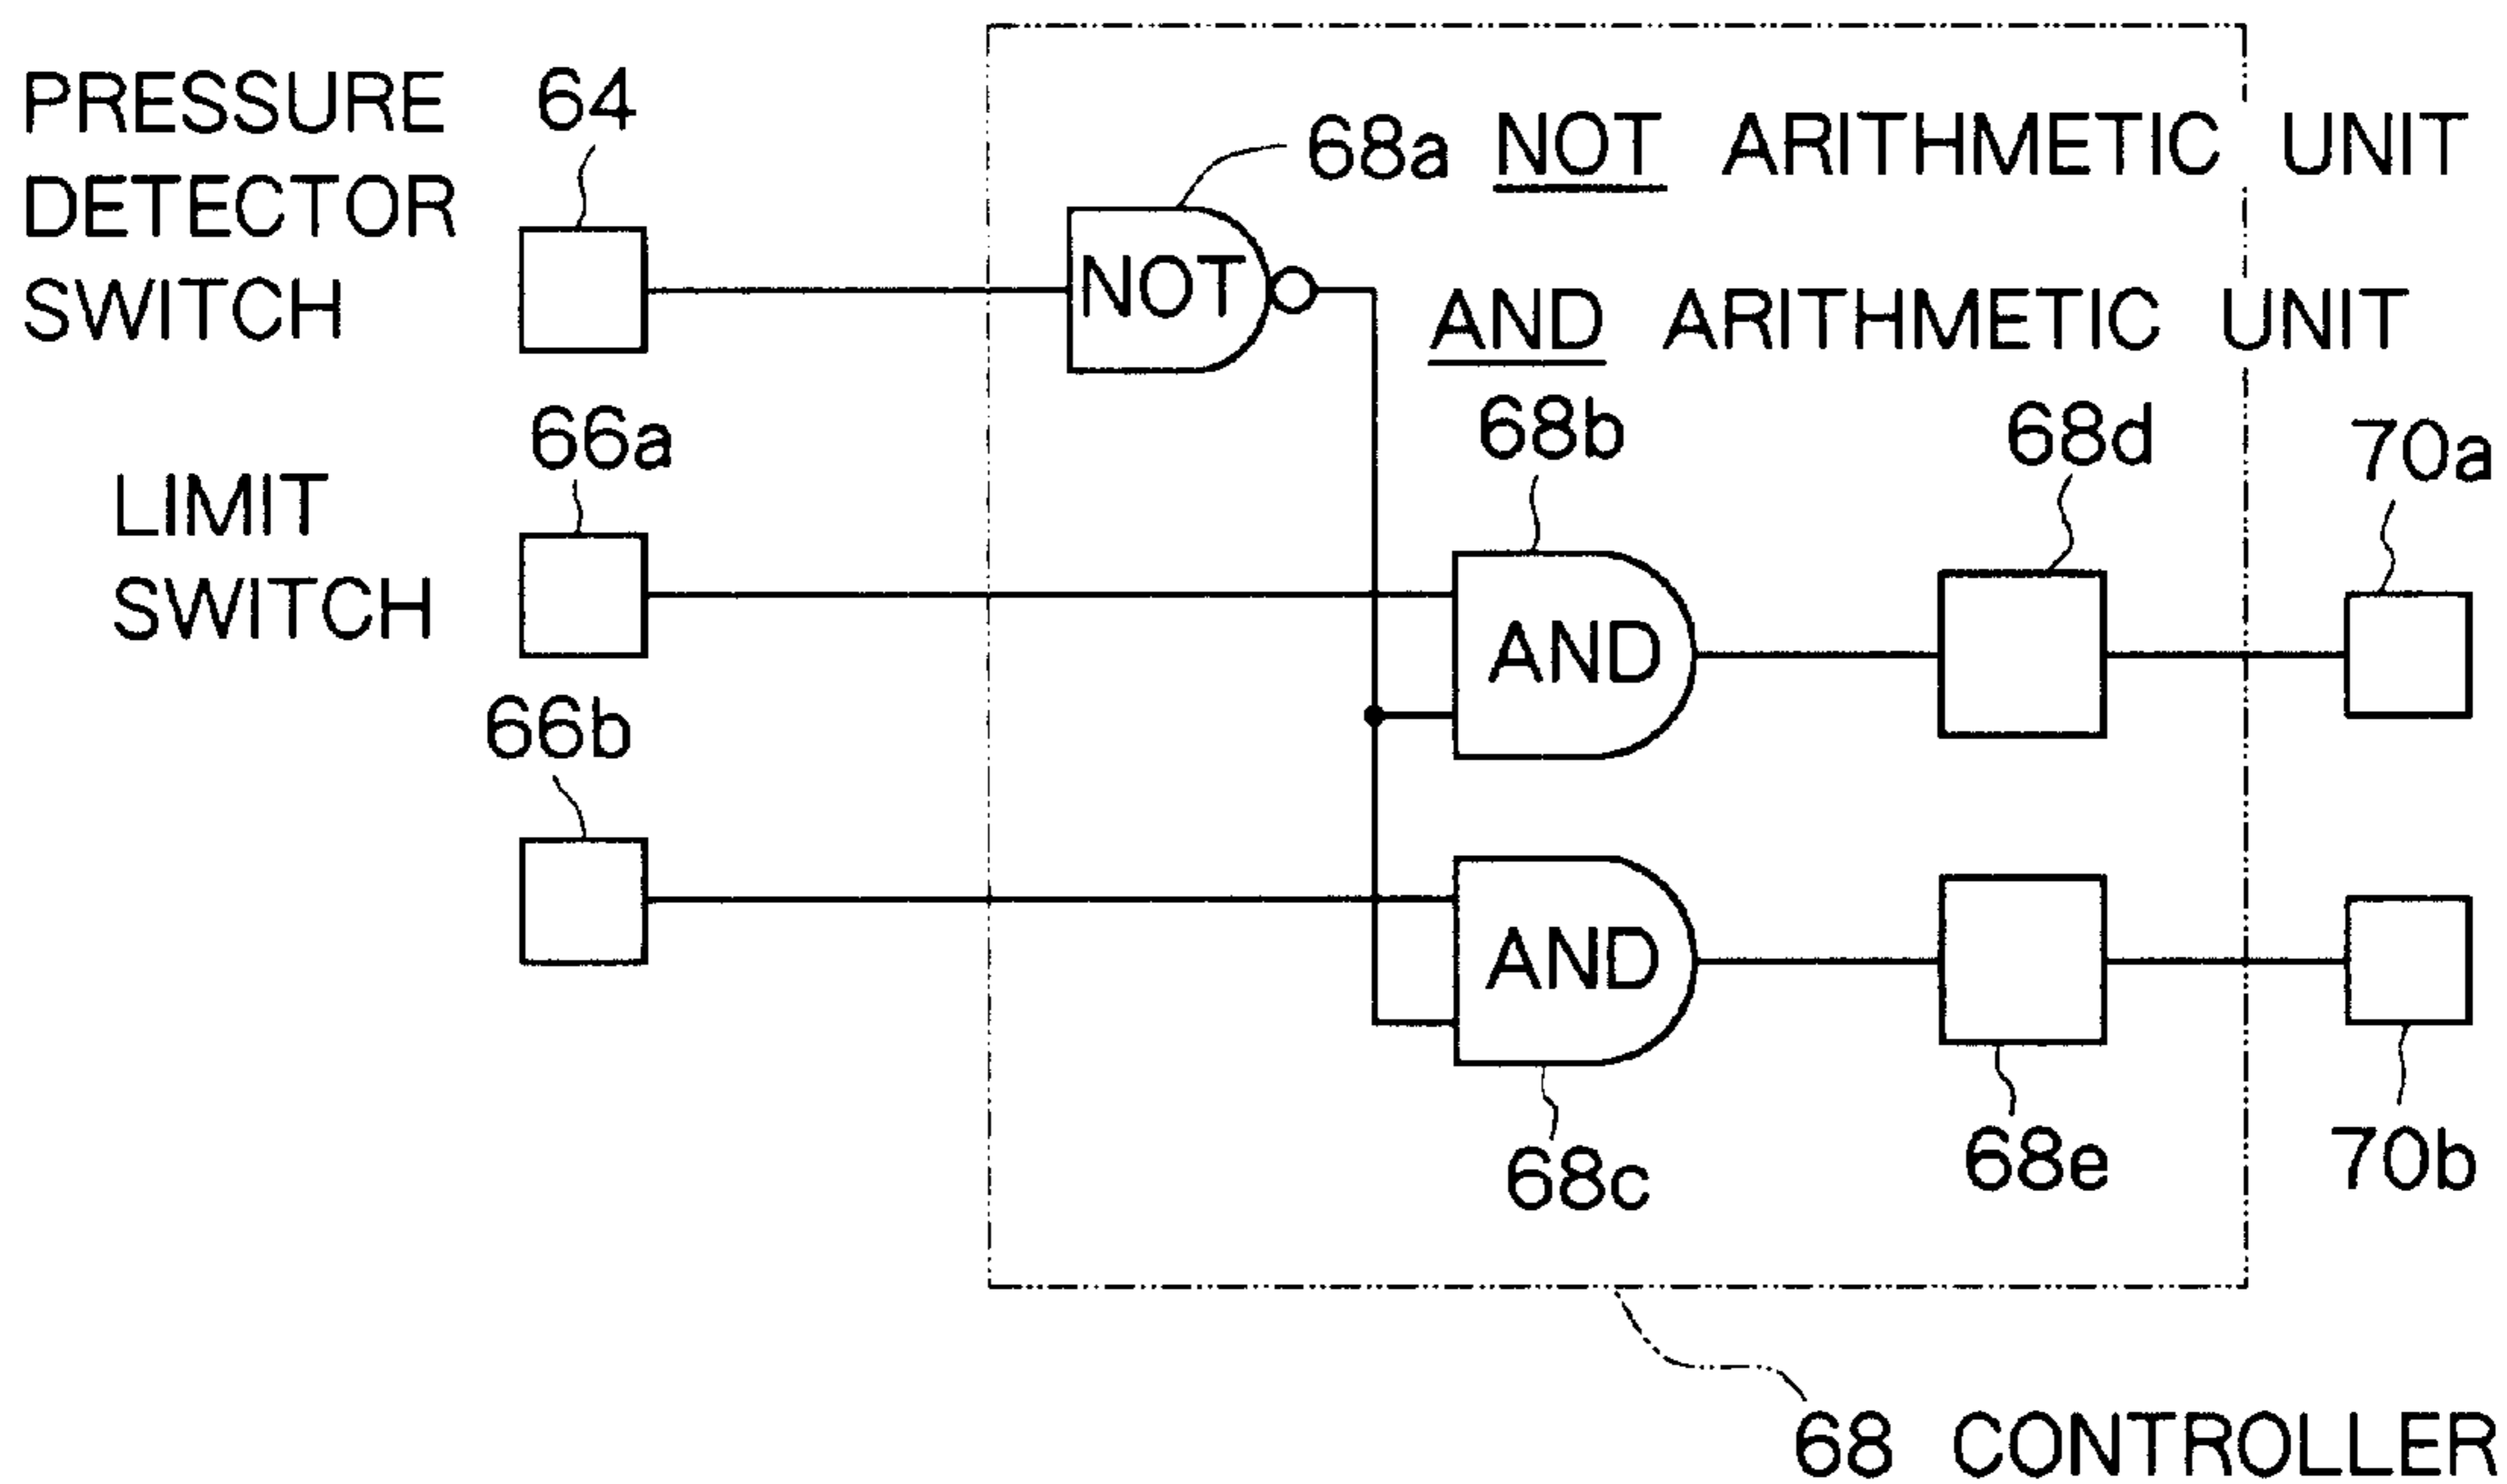 PRESSURE 64
DETECTOR
SWITCH
68a NOT ARITHMETIC UNIT
NOT
AND ARITHMETIC UNIT
66a
LIMIT
SWITCH
68b
68d
70a
AND
66b
AND
68c
68e
70b
68 CONTROLLER